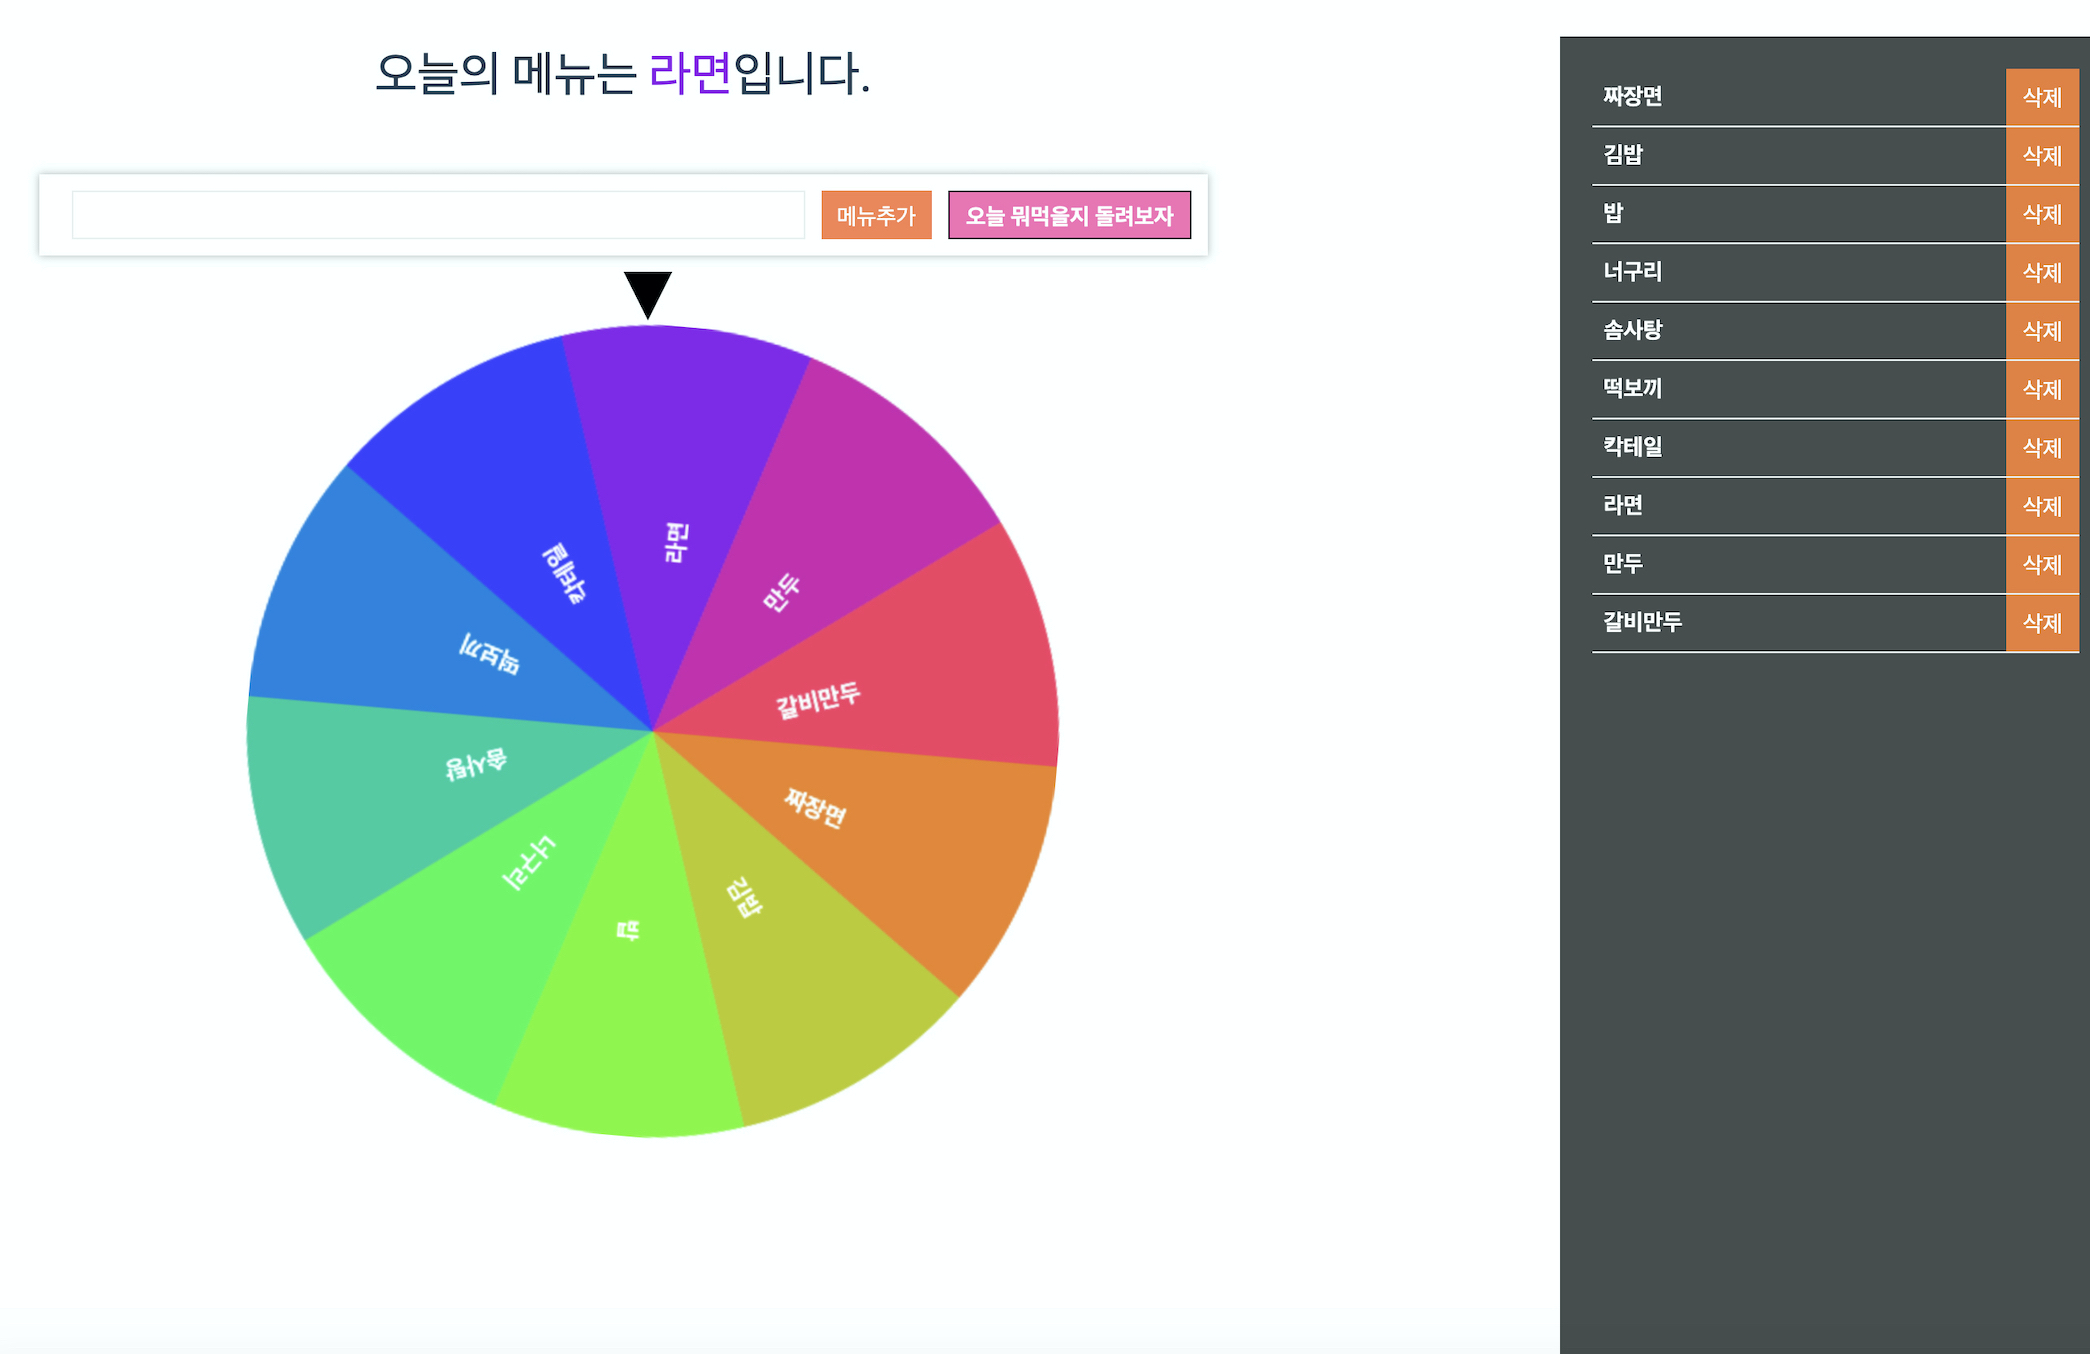 오늘의 메뉴는 라면입니다.
메뉴추가 오늘 뭐먹을지 돌려보자
라면
만두
칵테일
떡보끼
갈비만두
솜사탕
짜장면
너구리
김밥
밥
짜장면 삭제
김밥 삭제
밥 삭제
너구리 삭제
솜사탕 삭제
떡보끼 삭제
칵테일 삭제
라면 삭제
만두 삭제
갈비만두 삭제